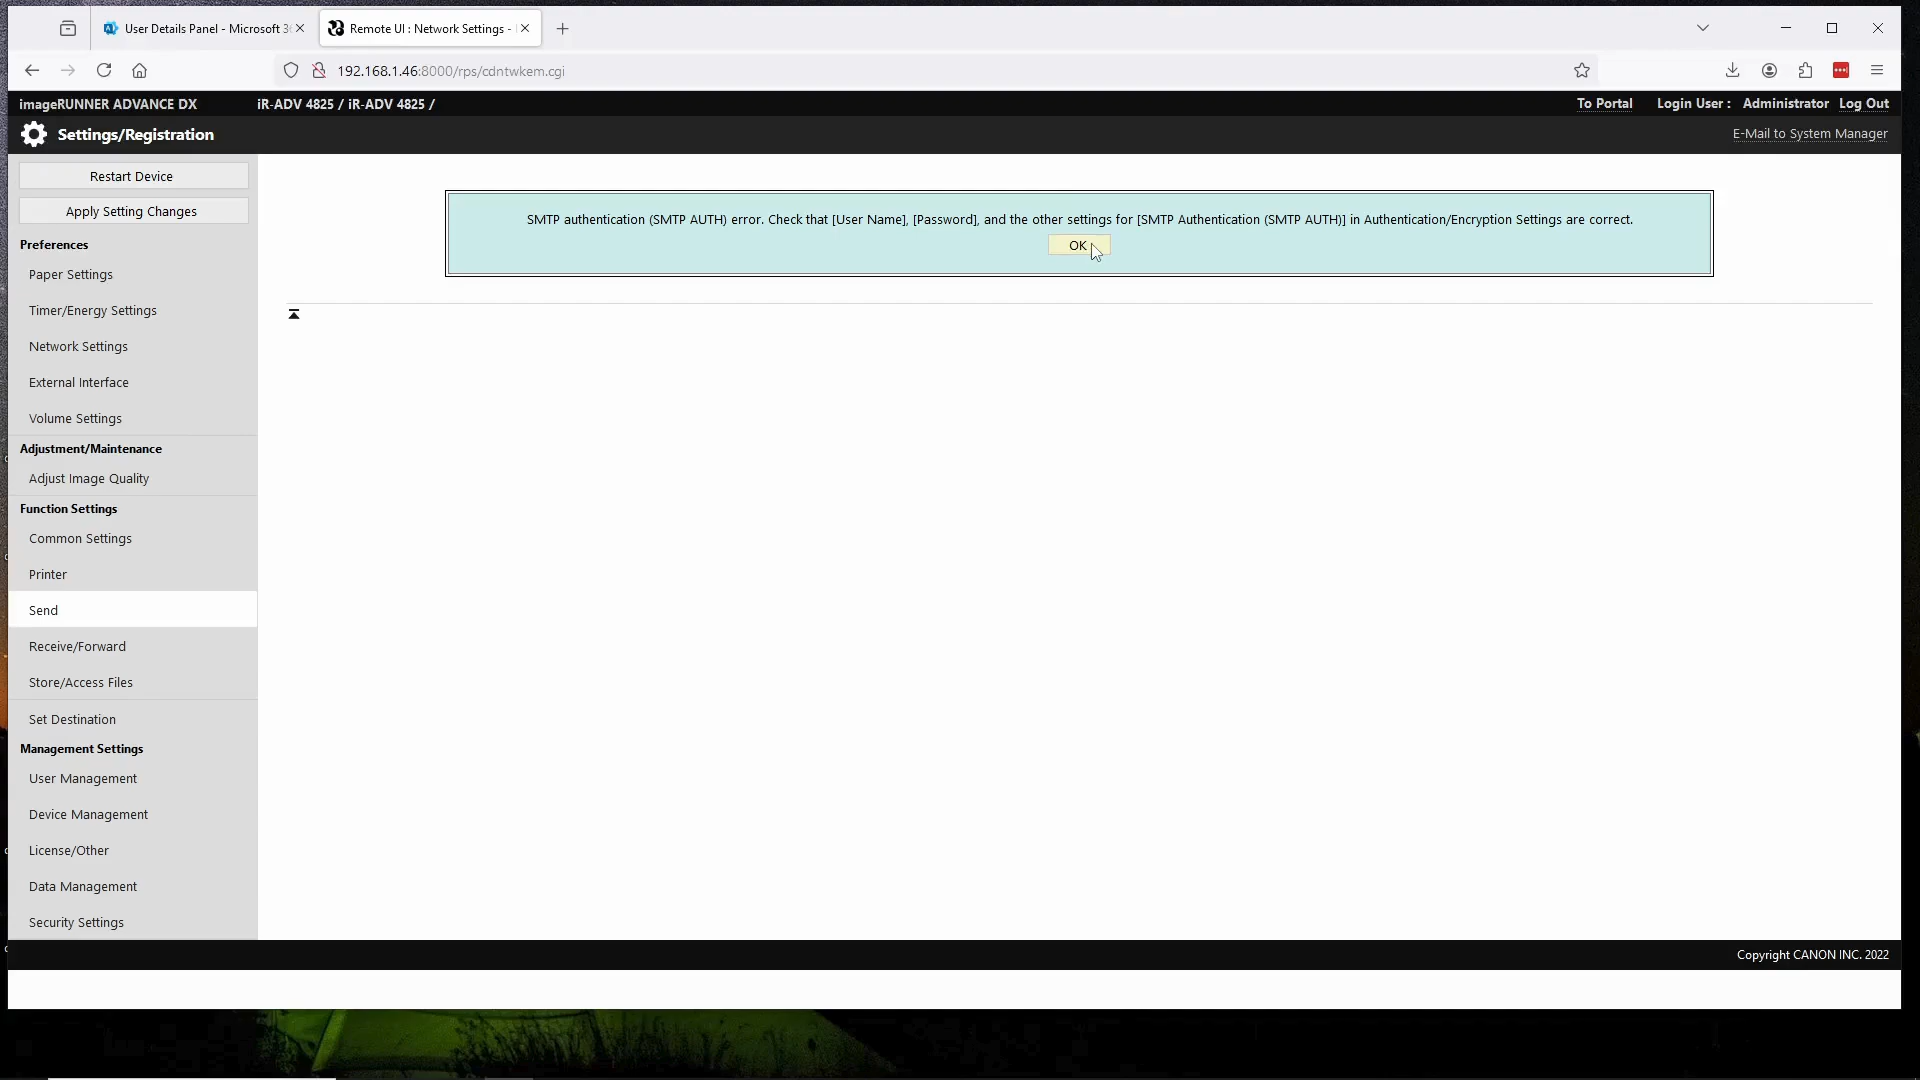 User Details Panel - Microsoft 36
Remote UI : Network Settings -
192.168.1.46:8000/rps/cdntwkem.cgi
imageRUNNER ADVANCE DX
iR-ADV 4825 / iR-ADV 4825 /
To Portal
Login User :
Administrator
Log Out
Settings/Registration
E-Mail to System Manager
Restart Device
Apply Setting Changes
Preferences
Paper Settings
Timer/Energy Settings
Network Settings
External Interface
Volume Settings
Adjustment/Maintenance
Adjust Image Quality
Function Settings
Common Settings
Printer
Send
Receive/Forward
Store/Access Files
Set Destination
Management Settings
User Management
Device Management
License/Other
Data Management
Security Settings
SMTP authentication (SMTP AUTH) error. Check that [User Name], [Password], and the other settings for [SMTP Authentication (SMTP AUTH)] in Authentication/Encryption Settings are correct.
OK
Copyright CANON INC. 2022